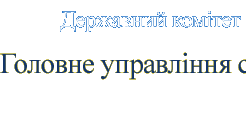 Державний комітет
Головне управління с